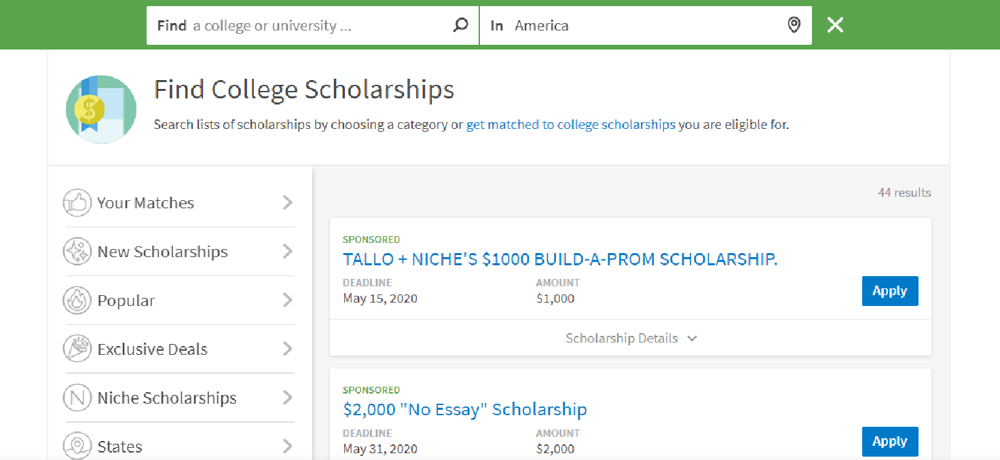 Find a college or university ...
In America
Find College Scholarships
Search lists of scholarships by choosing a category or get matched to college scholarships you are eligible for.
Your Matches
New Scholarships
Popular
Exclusive Deals
N Niche Scholarships
States
44 results
SPONSORED
TALLO + NICHE'S $1000 BUILD-A-PROM SCHOLARSHIP.
DEADLINE AMOUNT
May 15, 2020 $1,000
Apply
Scholarship Details
SPONSORED
$2,000 "No Essay" Scholarship
DEADLINE AMOUNT
May 31, 2020 $2,000
Apply